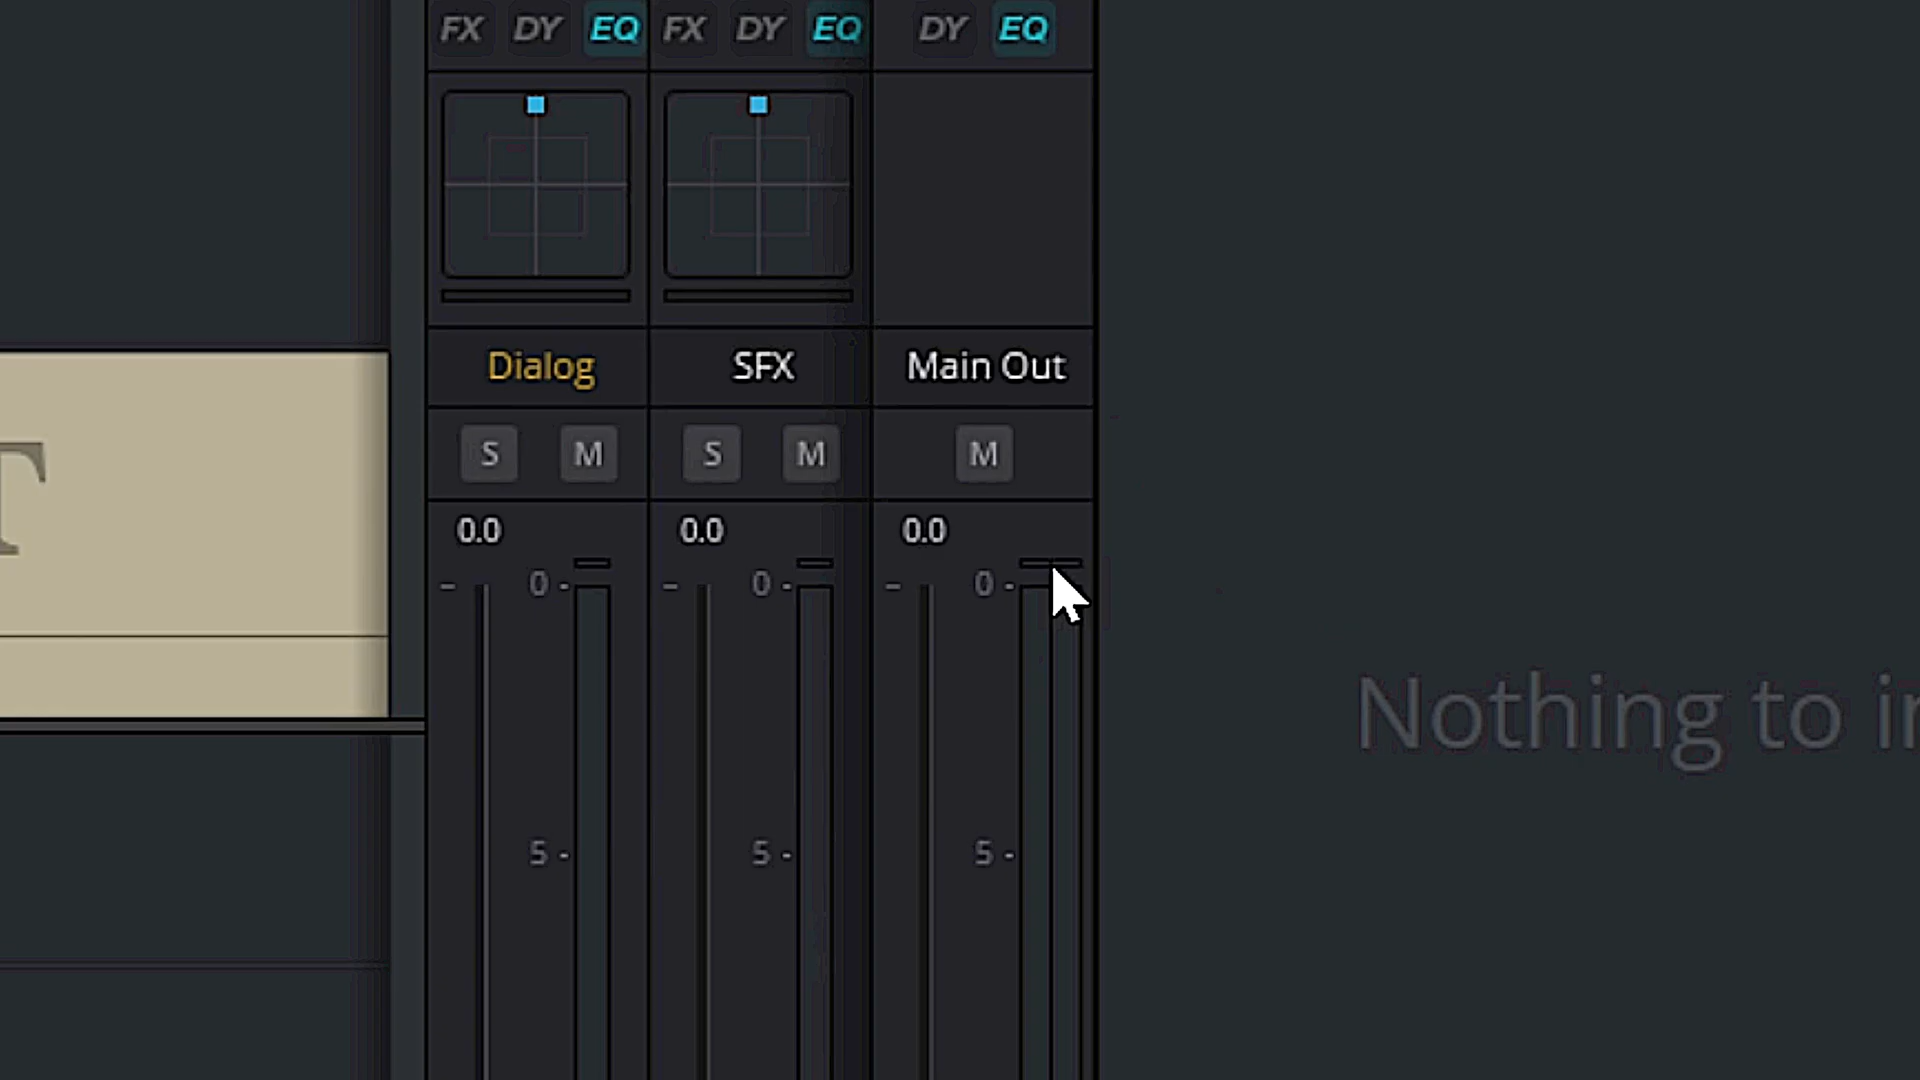 FX DY EQ FX DY EQ DY EQ
Dialog SFX Main Out
T
S M S M M
0.0 0.0 0.0
0 - 0 - 0 -
Nothing to
5 - 5 - 5 -